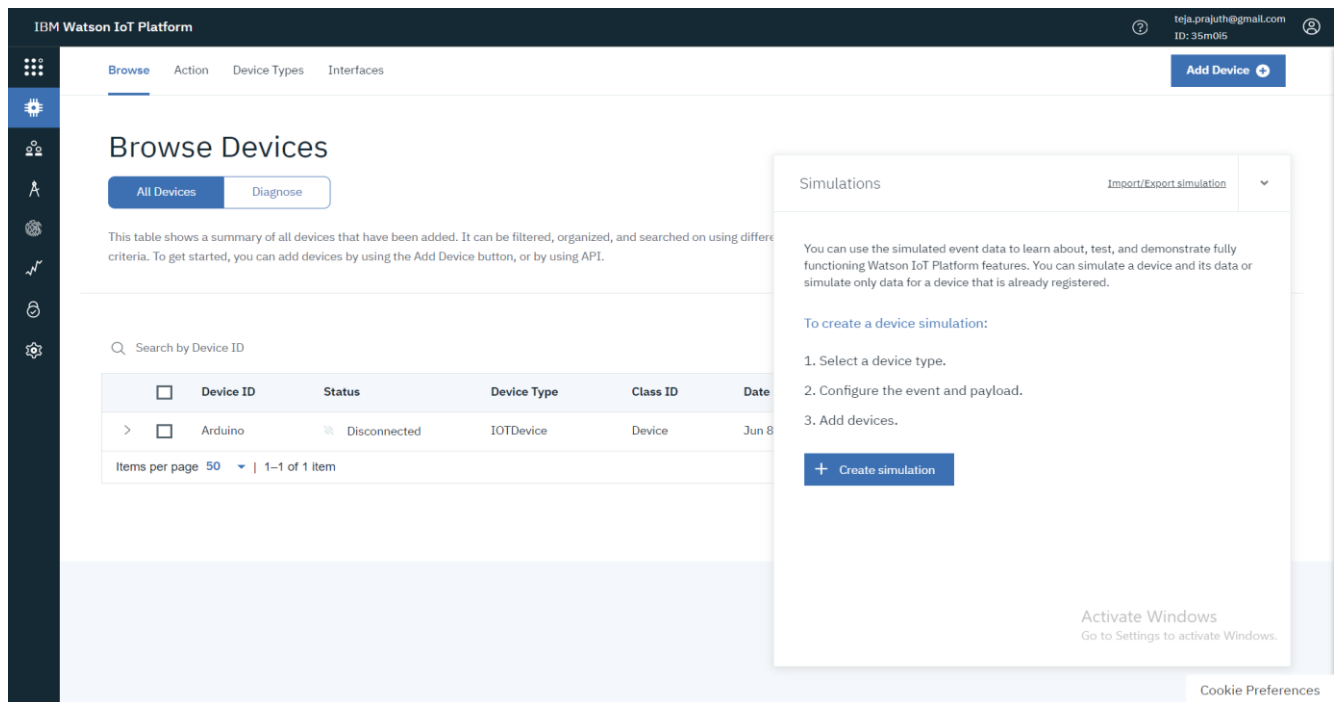 IBM Watson IoT Platform
teja.prajuth@gmail.com
ID: 35m0i5
Browse Action Device Types Interfaces
Add Device
Browse Devices
All Devices Diagnose
This table shows a summary of all devices that have been added. It can be filtered, organized, and searched on using differe
criteria. To get started, you can add devices by using the Add Device button, or by using API.
Search by Device ID
Device ID Status Device Type Class ID Date
Arduino Disconnected IOTDevice Device Jun 8
Items per page 50 | 1–1 of 1 item
Simulations Import/Export simulation
You can use the simulated event data to learn about, test, and demonstrate fully
functioning Watson IoT Platform features. You can simulate a device and its data or
simulate only data for a device that is already registered.
To create a device simulation:
1. Select a device type.
2. Configure the event and payload.
3. Add devices.
+ Create simulation
Activate Windows
Go to Settings to activate Windows.
Cookie Preferences